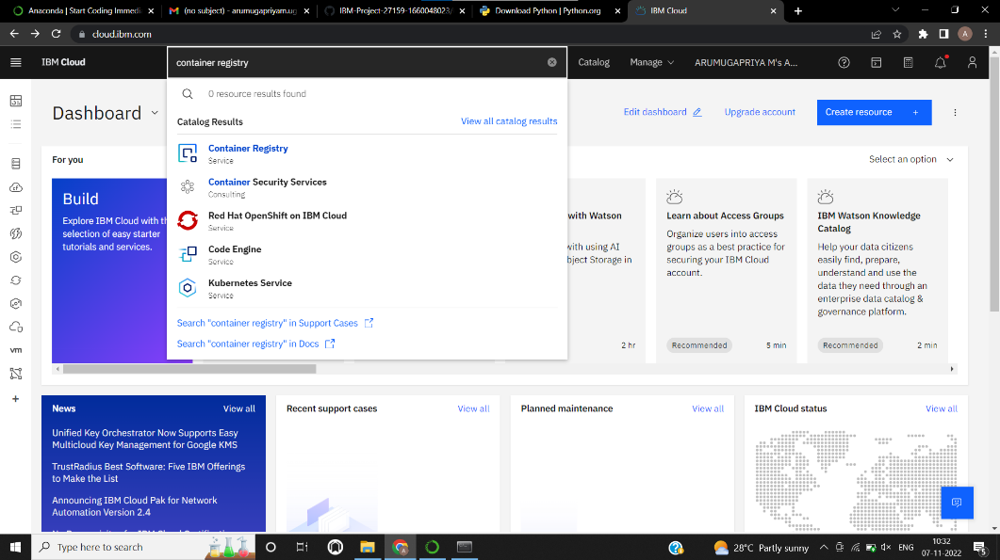 Anaconda | Start Coding Immedi
(no subject) - arumugapriyam.ug
IBM-Project-27159-1660048023/
Download Python | Python.org
IBM Cloud
cloud.ibm.com
A
IBM Cloud
container registry
Catalog
Manage
ARUMUGAPRIYA M's A...
0 resource results found
Catalog Results
View all catalog results
Container Registry
Service
Container Security Services
Consulting
Red Hat OpenShift on IBM Cloud
Service
Code Engine
Service
Kubernetes Service
Service
Search "container registry" in Support Cases
Search "container registry" in Docs
Dashboard
Edit dashboard
Upgrade account
Create resource +
For you
Select an option
Build
Explore IBM Cloud with th
selection of easy starter
tutorials and services.
with Watson
with using AI
bject Storage in
2 hr
Learn about Access Groups
Organize users into access
groups as a best practice for
securing your IBM Cloud
account.
Recommended
5 min
IBM Watson Knowledge
Catalog
Help your data citizens
easily find, prepare,
understand and use the
data they need through an
enterprise data catalog &
governance platform.
Recommended
2 min
vm
News
View all
Unified Key Orchestrator Now Supports Easy
Multicloud Key Management for Google KMS
TrustRadius Best Software: Five IBM Offerings
to Make the List
Announcing IBM Cloud Pak for Network
Automation Version 2.4
Recent support cases
View all
Planned maintenance
View all
IBM Cloud status
View all
Type here to search
28°C Partly sunny
ENG
10:32
07-11-2022
5